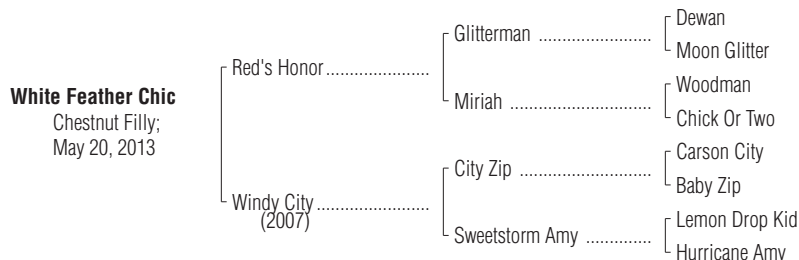 White Feather Chic
Chestnut Filly;
May 20, 2013
Red's Honor
Windy City
(2007)
Glitterman
Miriah
City Zip
Sweetstorm Amy
Dewan
Moon Glitter
Woodman
Chick Or Two
Carson City
Baby Zip
Lemon Drop Kid
Hurricane Amy